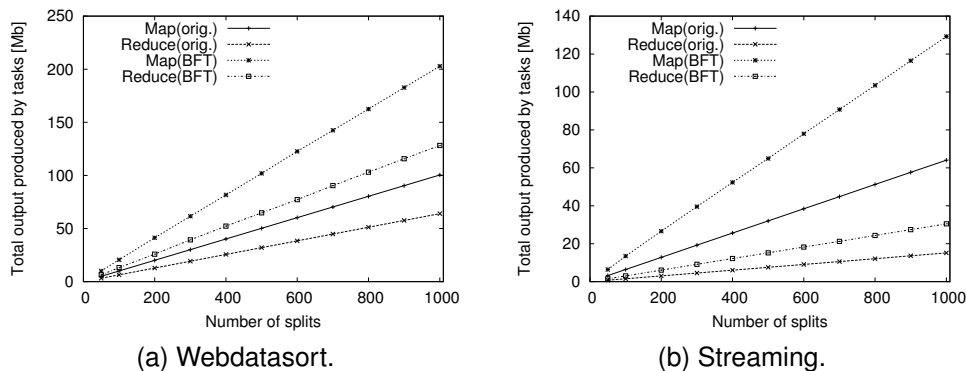 Total output produced by tasks [Mb]
250
200
150
100
50
0
Map(orig.)
Reduce(orig.)
Map(BFT)
Reduce(BFT)
0 200 400 600 800 1000
Number of splits
(a) Webdatasort.
Total output produced by tasks [Mb]
140
120
100
80
60
40
20
0
Map(orig.)
Reduce(orig.)
Map(BFT)
Reduce(BFT)
0 200 400 600 800 1000
Number of splits
(b) Streaming.